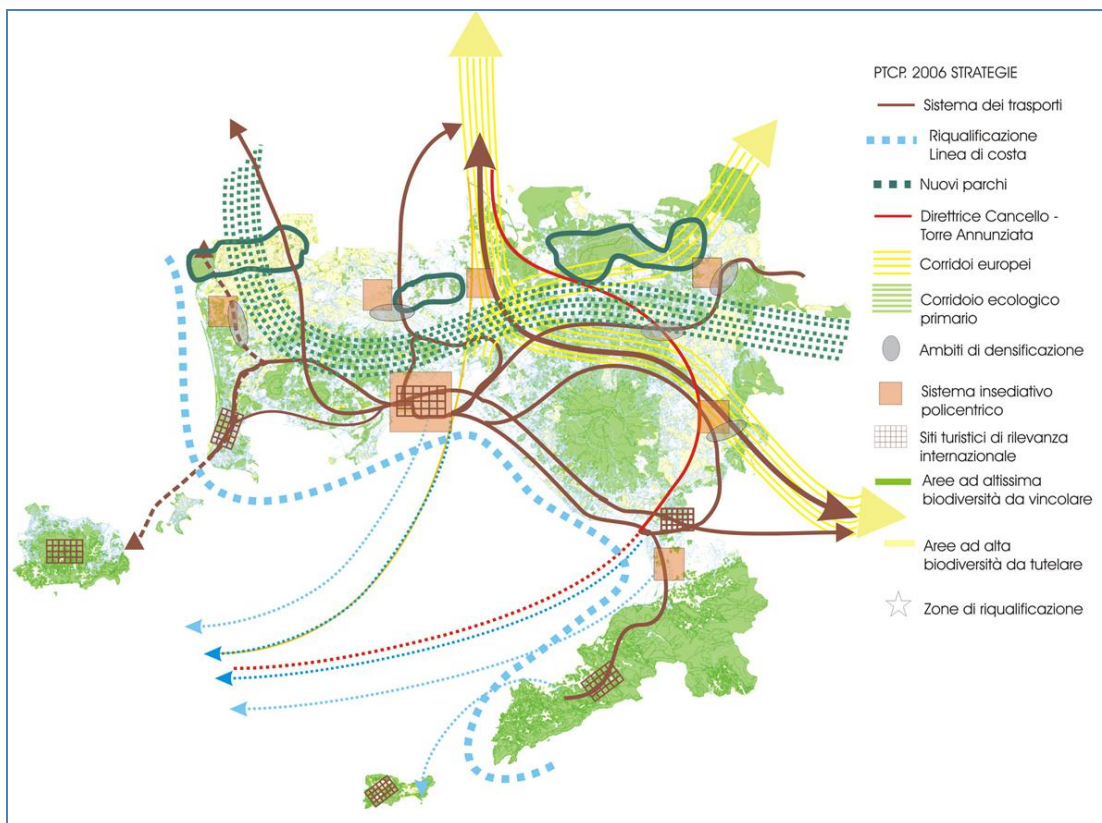 PTCP. 2006 STRATEGIE
Sistema dei trasporti
Riqualificazione
Linea di costa
Nuovi parchi
Direttrice Cancello -
Torre Annunziata
Corridoi europei
Corridoio ecologico
primario
Ambiti di densificazione
Sistema insediativo
policentrico
Siti turistici di rilevanza
internazionale
Aree ad altissima
biodiversità da vincolare
Aree ad alta
biodiversità da tutelare
Zone di riqualificazione